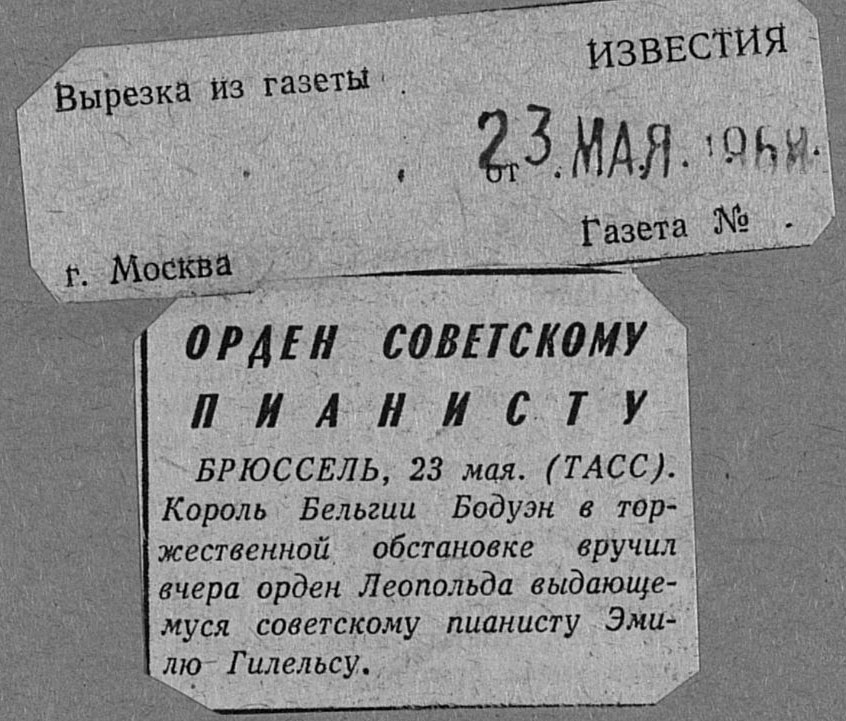 Вырезка из газеты
ИЗВЕСТИЯ
от 23. МАЯ. 1968.
г. Москва
Газета №
ОРДЕН СОВЕТСКОМУ
ПИАНИСТУ
БРЮССЕЛЬ, 23 мая. (ТАСС).
Король Бельгии Бодуэн в тор-
жественной обстановке вручил
вчера орден Леопольда выдающе-
муся советскому пианисту Эми-
лю Гилельсу.